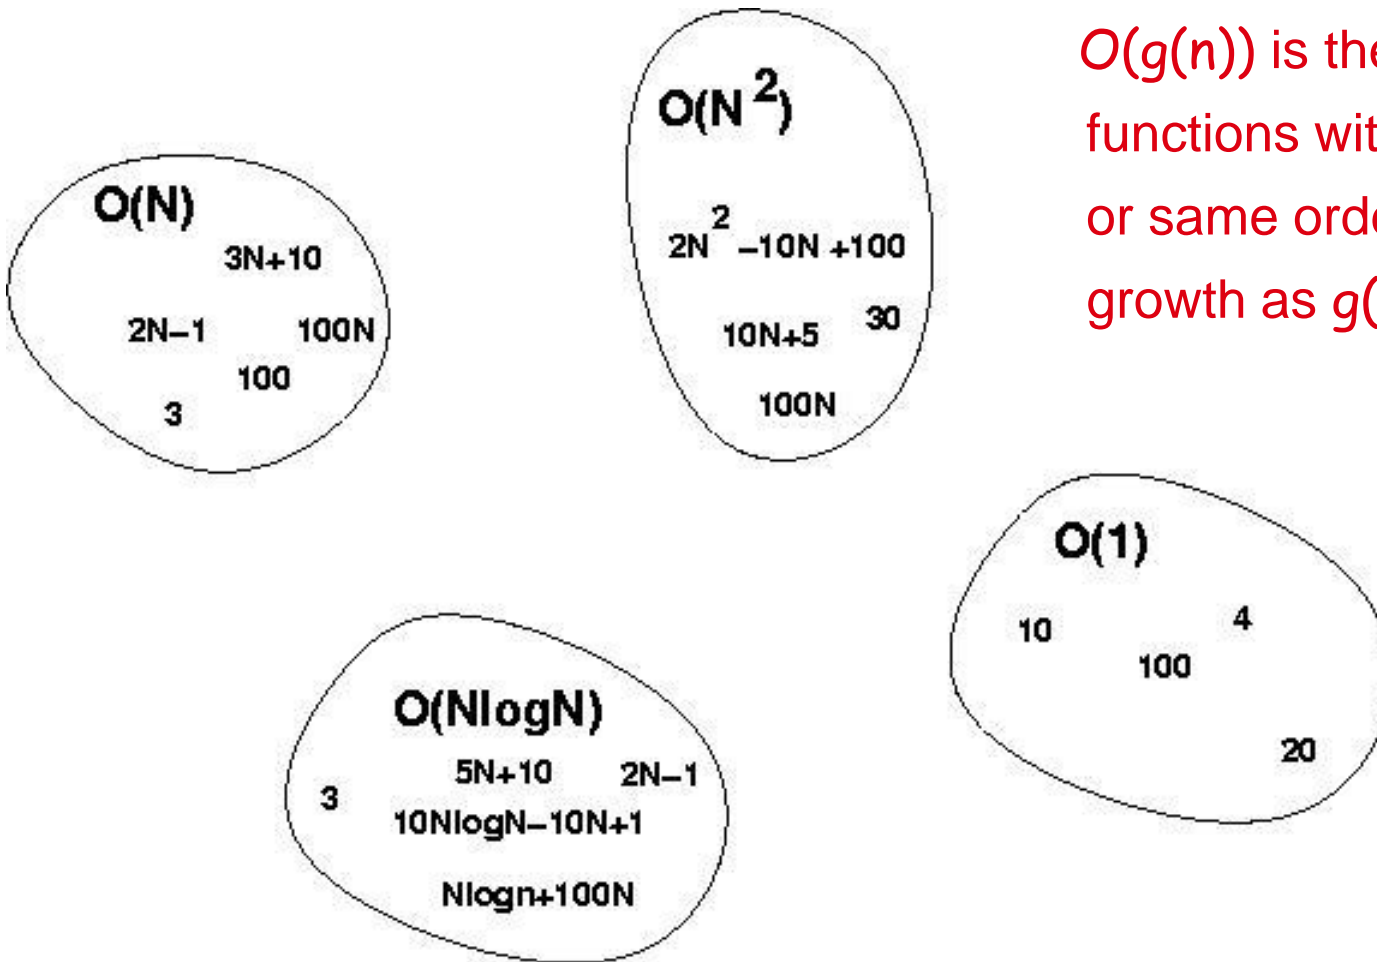 O(g(n)) is the
functions wit
or same orde
growth as g(
O(N)
3N+10
2N–1 100N
100
3
O(N²)
2N² –10N +100
10N+5 30
100N
O(1)
10 4
100
20
O(NlogN)
5N+10 2N–1
3
10NlogN–10N+1
Nlogn+100N